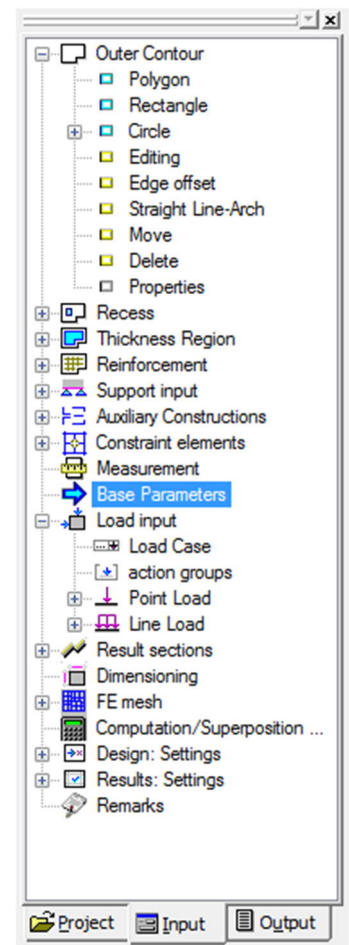 Outer Contour
Polygon
Rectangle
Circle
Editing
Edge offset
Straight Line-Arch
Move
Delete
Properties
Recess
Thickness Region
Reinforcement
Support input
Auxiliary Constructions
Constraint elements
Measurement
Base Parameters
Load input
Load Case
action groups
Point Load
Line Load
Result sections
Dimensioning
FE mesh
Computation/Superposition ...
Design: Settings
Results: Settings
Remarks
Project Input Output